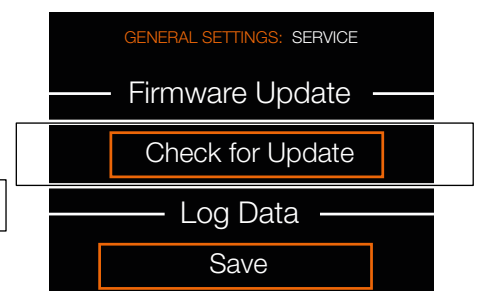 GENERAL SETTINGS: SERVICE
Firmware Update
Check for Update
Log Data
Save